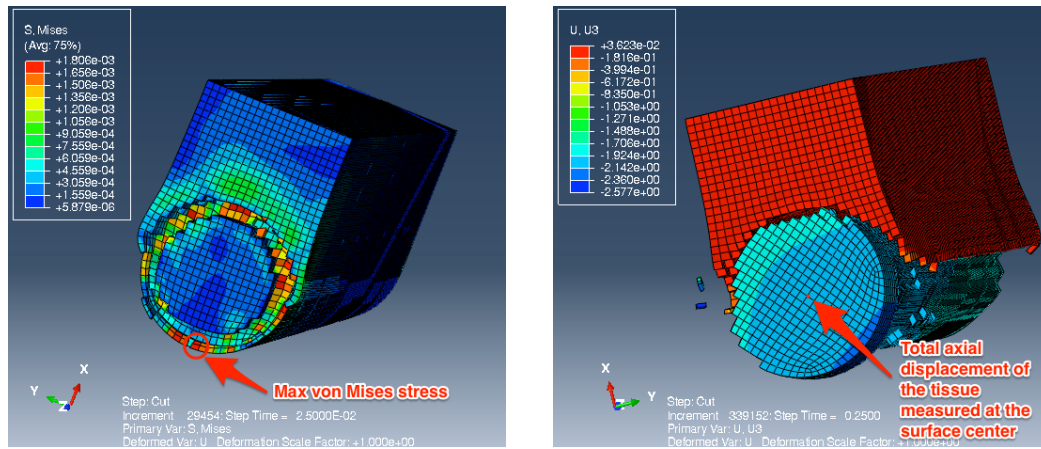 S, Mises
(Avg: 75%)
+1.806e-03
+1.656e-03
+1.506e-03
+1.356e-03
+1.206e-03
+1.056e-03
+9.059e-04
+7.559e-04
+6.059e-04
+4.559e-04
+3.059e-04
+1.559e-04
+5.879e-06
X
Y
Z
Max von Mises stress
Step: Cut
Increment 29454: Step Time = 2.5000E-02
Primary Var: S, Mises
Deformed Var: U Deformation Scale Factor: +1.000e+00
U, U3
+3.623e-02
-1.816e-01
-3.994e-01
-6.172e-01
-8.350e-01
-1.053e+00
-1.271e+00
-1.488e+00
-1.706e+00
-1.924e+00
-2.142e+00
-2.360e+00
-2.577e+00
X
Y
Z
Total axial
displacement of
the tissue
measured at the
surface center
Step: Cut
Increment 339152: Step Time = 0.2500
Primary Var: U, U3
Deformed Var: U Deformation Scale Factor: +1.000e+00